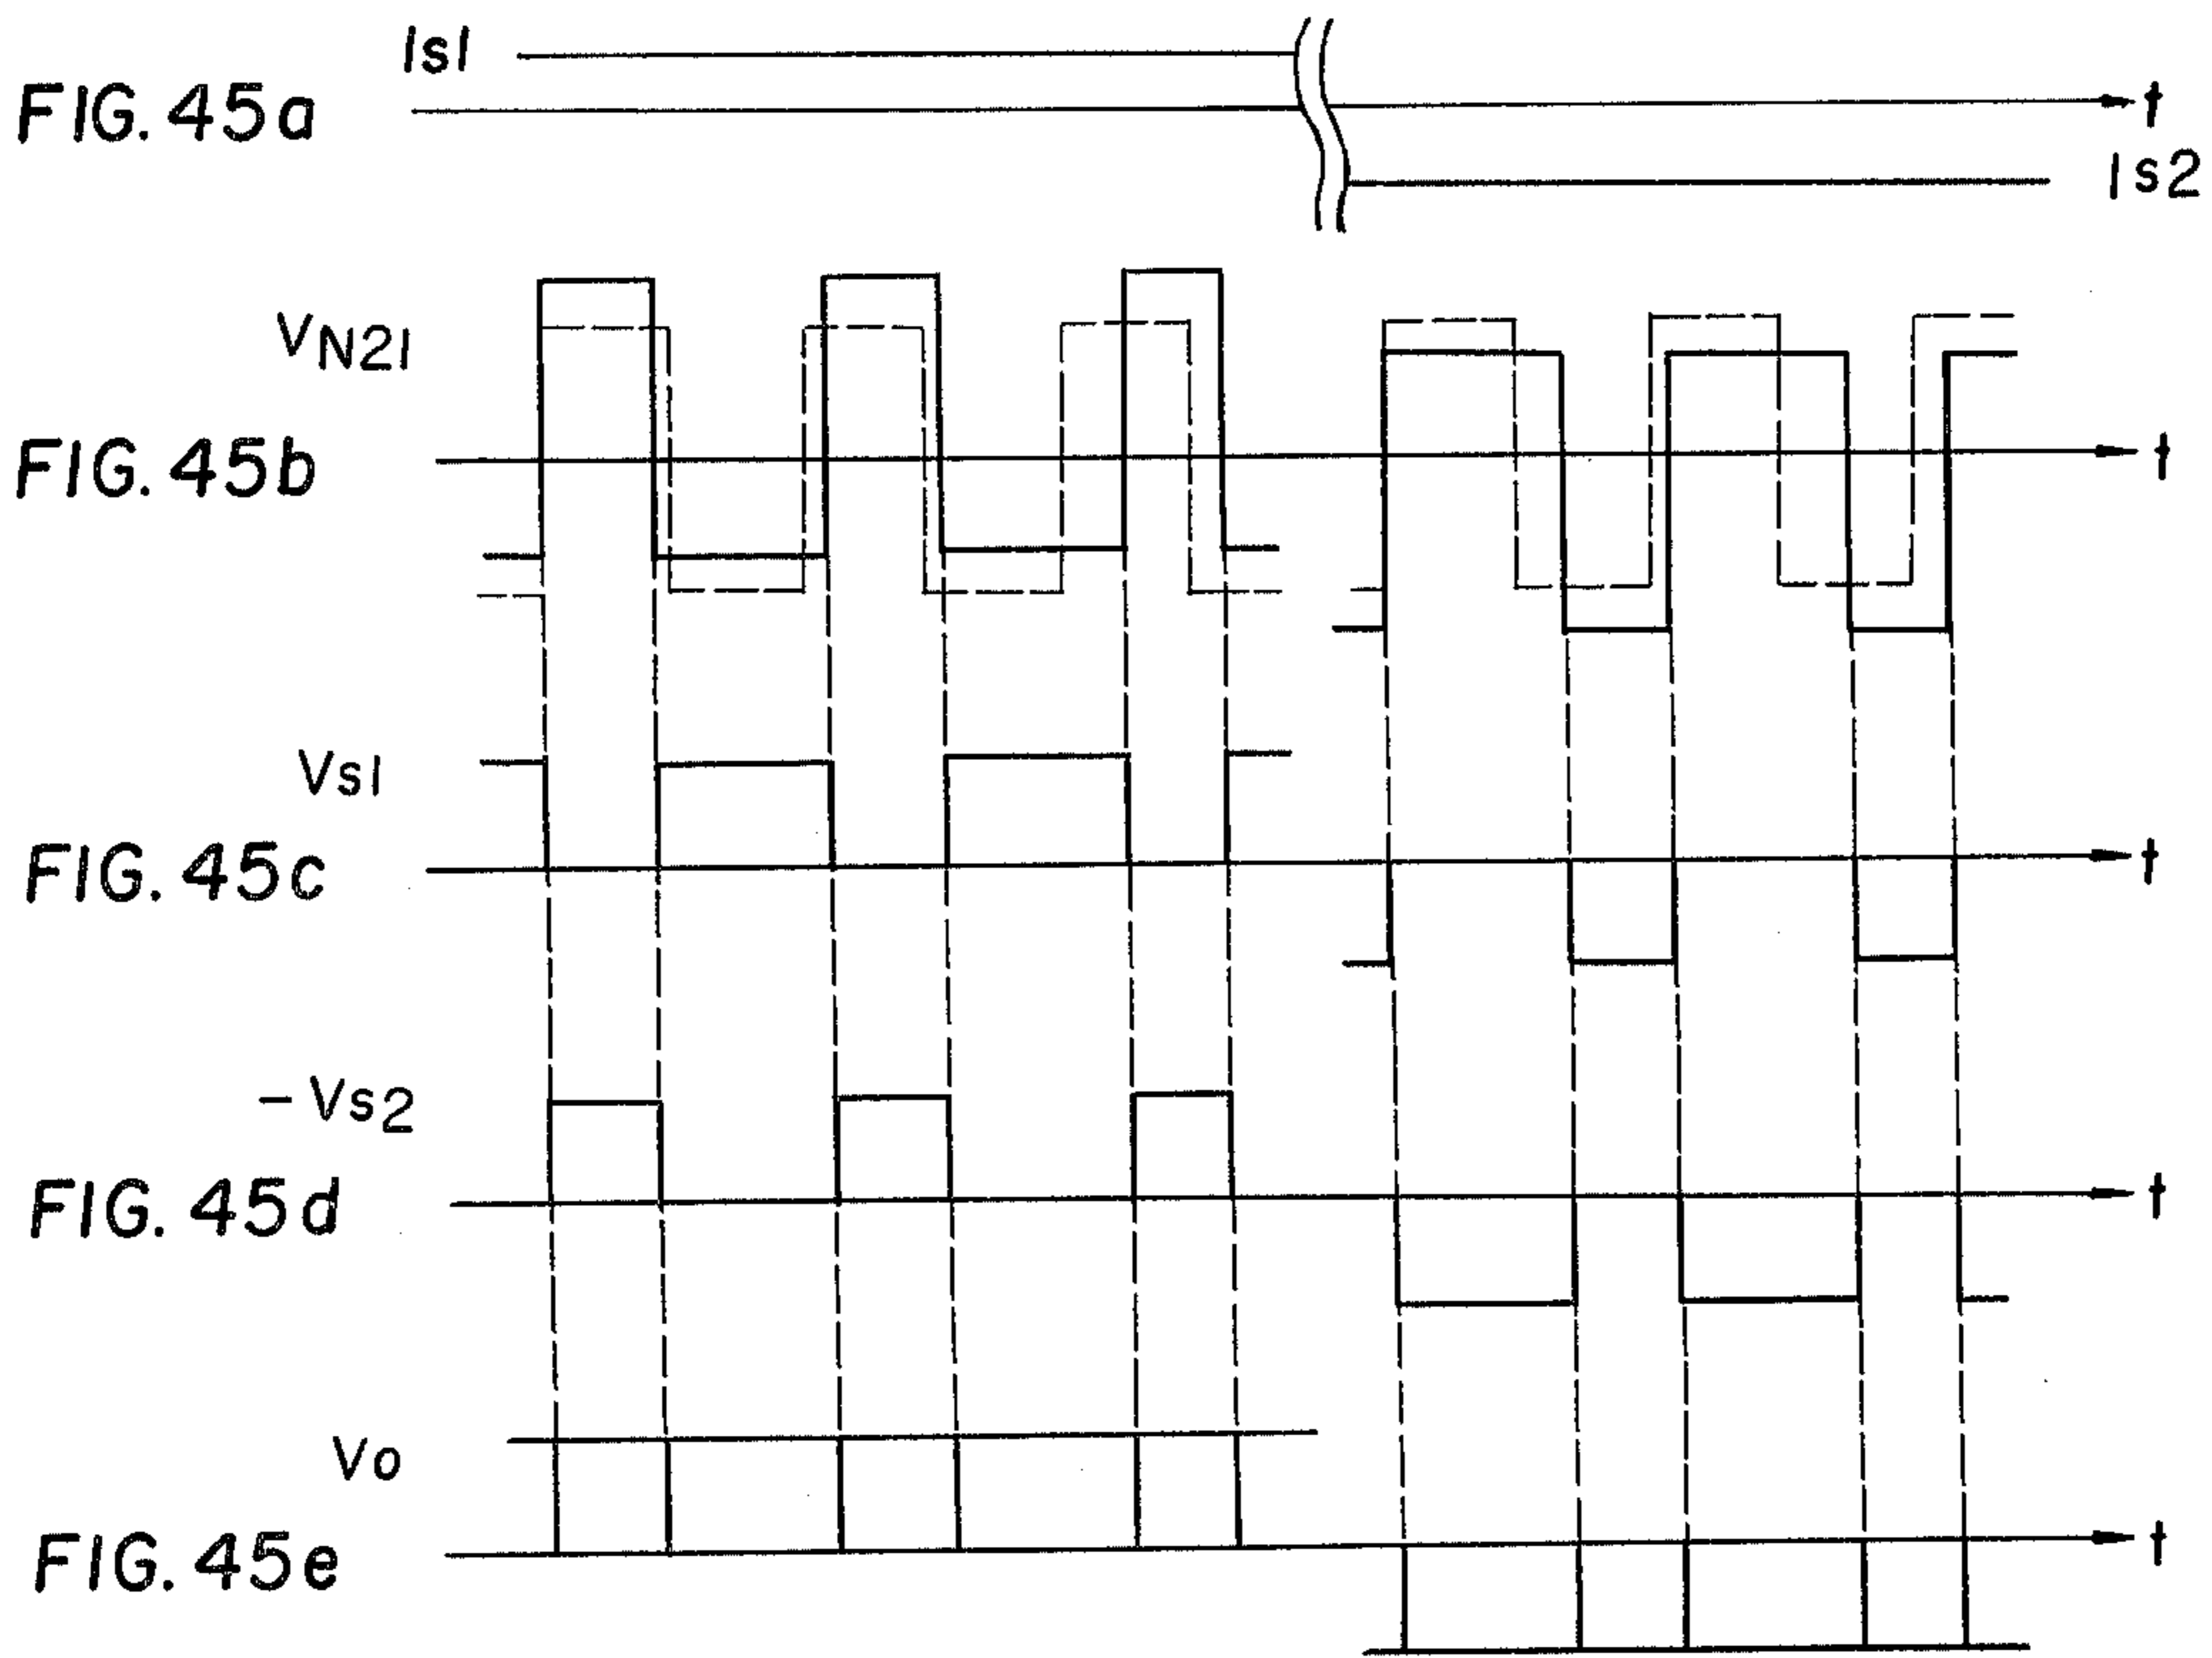 Is1
FIG. 45a
t
Is2
VN21
FIG. 45b
t
Vs1
FIG. 45c
t
- Vs2
FIG. 45d
t
Vo
FIG. 45e
t